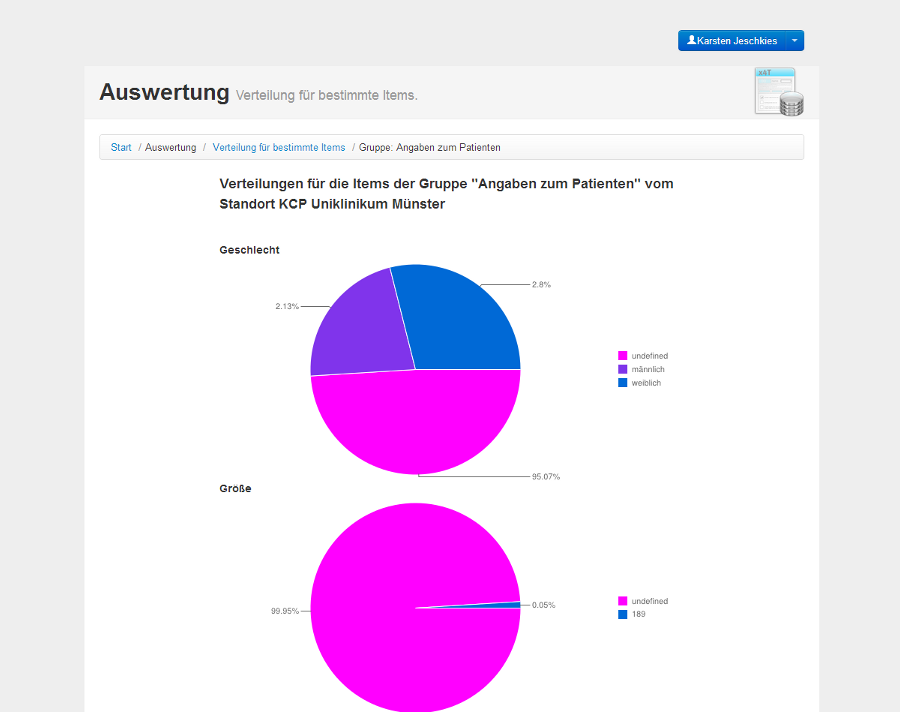 Karsten Jeschkies
Auswertung Verteilung für bestimmte Items.
x4T
Start / Auswertung / Verteilung für bestimmte Items / Gruppe: Angaben zum Patienten
Verteilungen für die Items der Gruppe "Angaben zum Patienten" vom
Standort KCP Uniklinikum Münster
Geschlecht
2.8%
2.13%
undefined
männlich
weiblich
95.07%
Größe
99.95%
0.05%
undefined
189